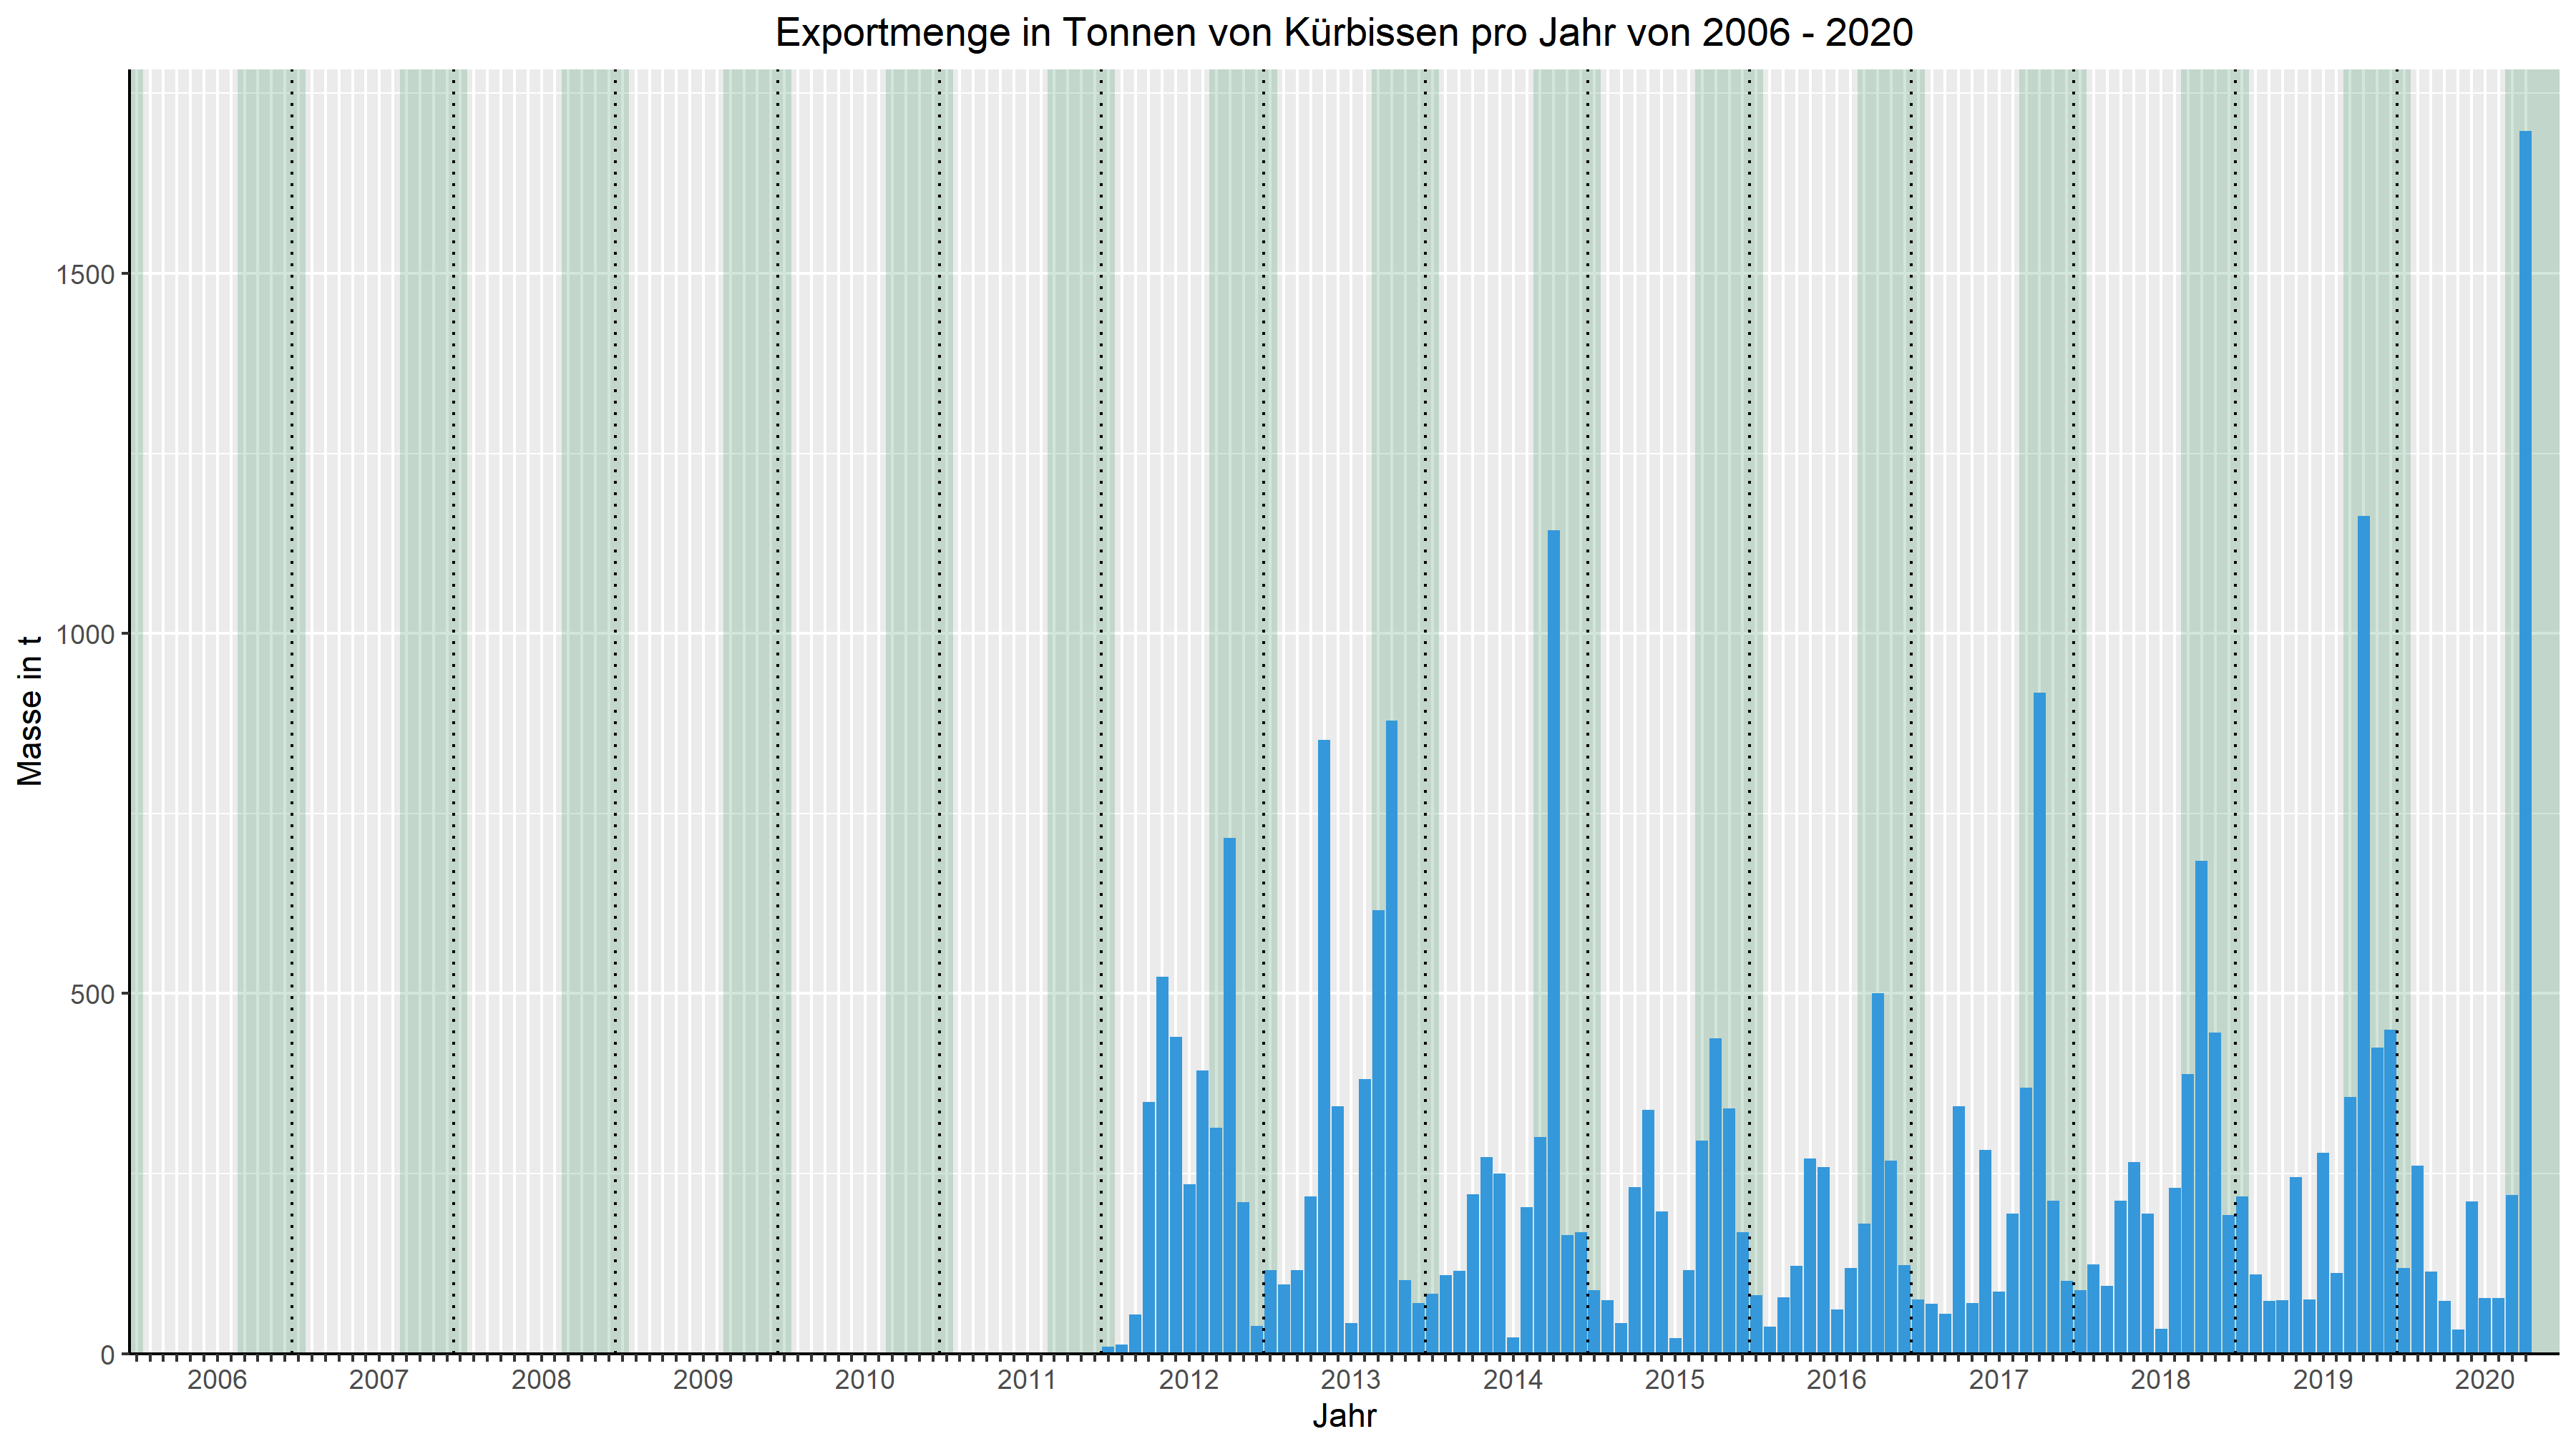 Exportmenge in Tonnen von Kürbissen pro Jahr von 2006 - 2020
Masse in t
1500
1000
500
0
2006 2007 2008 2009 2010 2011 2012 2013 2014 2015 2016 2017 2018 2019 2020
Jahr